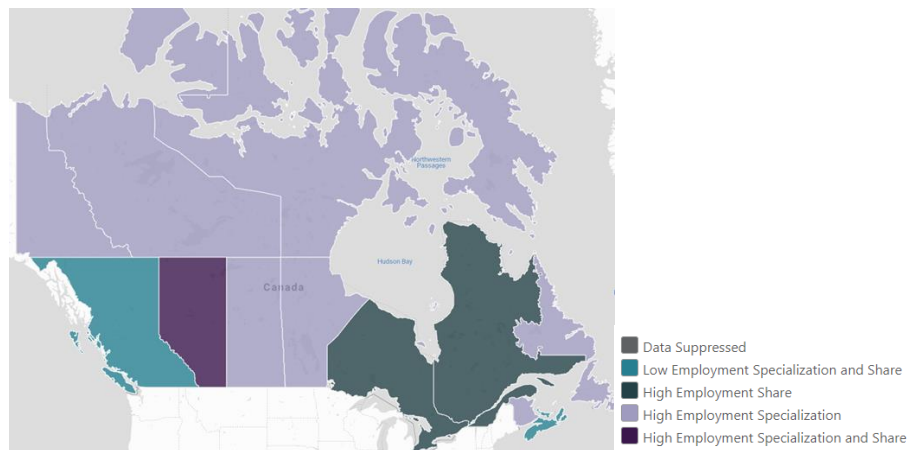 Northwestern
Passages
Hudson Bay
Canada
Data Suppressed
Low Employment Specialization and Share
High Employment Share
High Employment Specialization
High Employment Specialization and Share